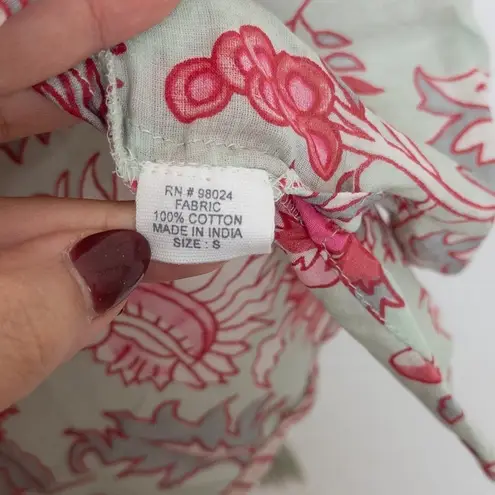 RN # 98024
FABRIC
100% COTTON
MADE IN INDIA
SIZE : S